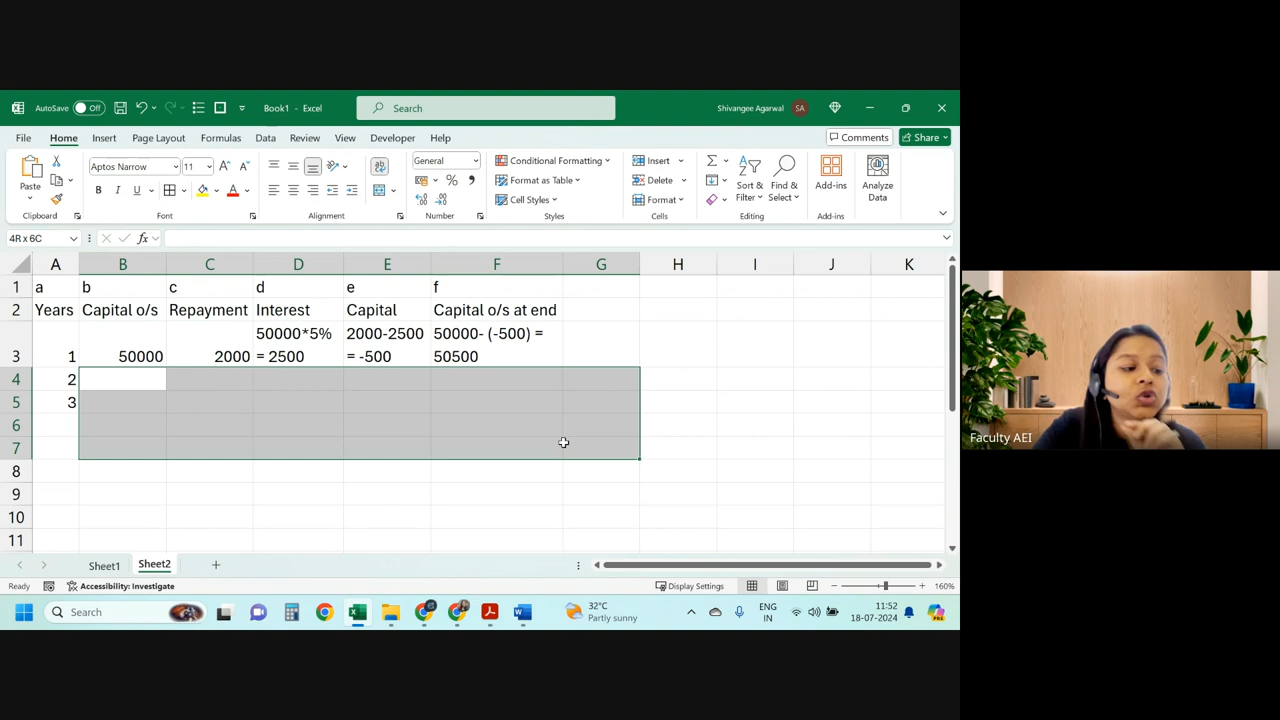 AutoSave Off Book1 - Excel Search Shivangee Agarwal SA
File Home Insert Page Layout Formulas Data Review View Developer Help Comments Share
Paste Aptos Narrow 11 General Conditional Formatting Insert Sort & Filter Find & Select Add-ins Analyze Data
B I U Format as Table Delete
Cell Styles Format
Clipboard Font Alignment Number Styles Cells Editing Add-ins
4R x 6C fx
A B C D E F G H I J K
1 a b c d e f
2 Years Capital o/s Repayment Interest Capital Capital o/s at end
50000*5% 2000-2500 50000- (-500) =
3 1 50000 2000 = 2500 = -500 50500
4 2
5 3
6
7
8
9
10
11
Sheet1 Sheet2
Ready Accessibility: Investigate Display Settings 160%
Search 32°C Partly sunny ENG IN 11:52 18-07-2024
Faculty AEI